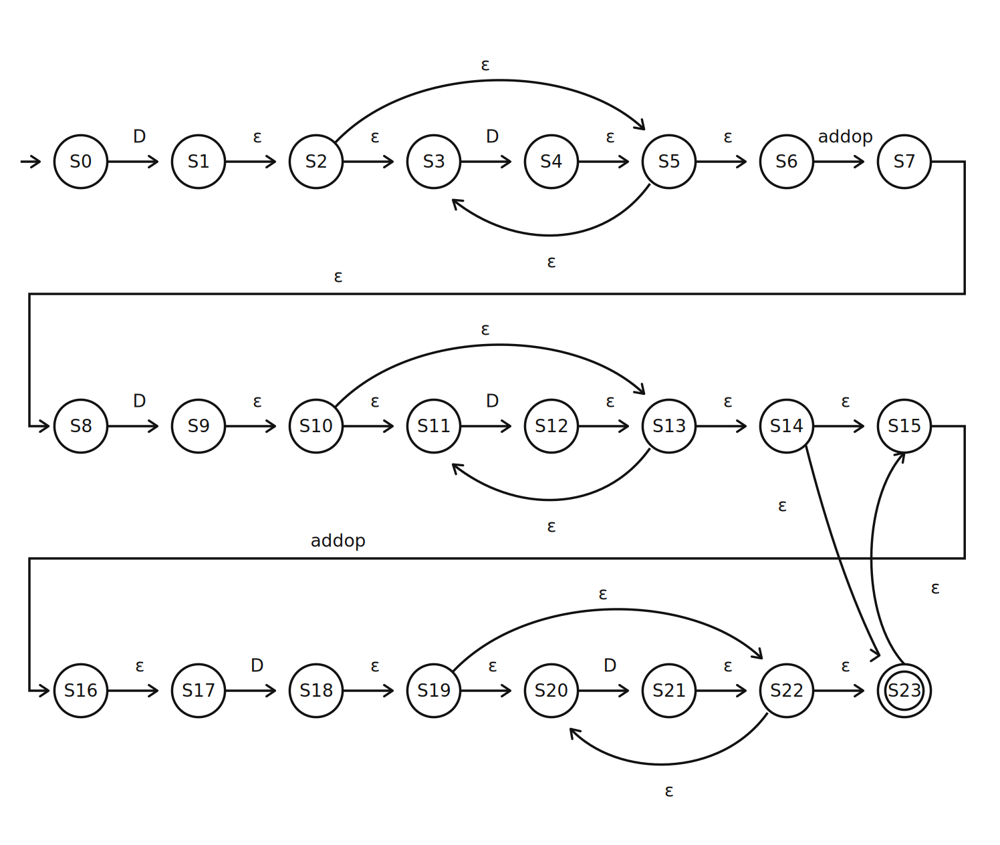 ε
D ε ε D ε ε addop
S0 S1 S2 S3 S4 S5 S6 S7
ε
ε
ε
D ε ε D ε ε ε
S8 S9 S10 S11 S12 S13 S14 S15
ε
ε
addop
ε
ε
ε D ε ε D ε ε
S16 S17 S18 S19 S20 S21 S22 S23
ε